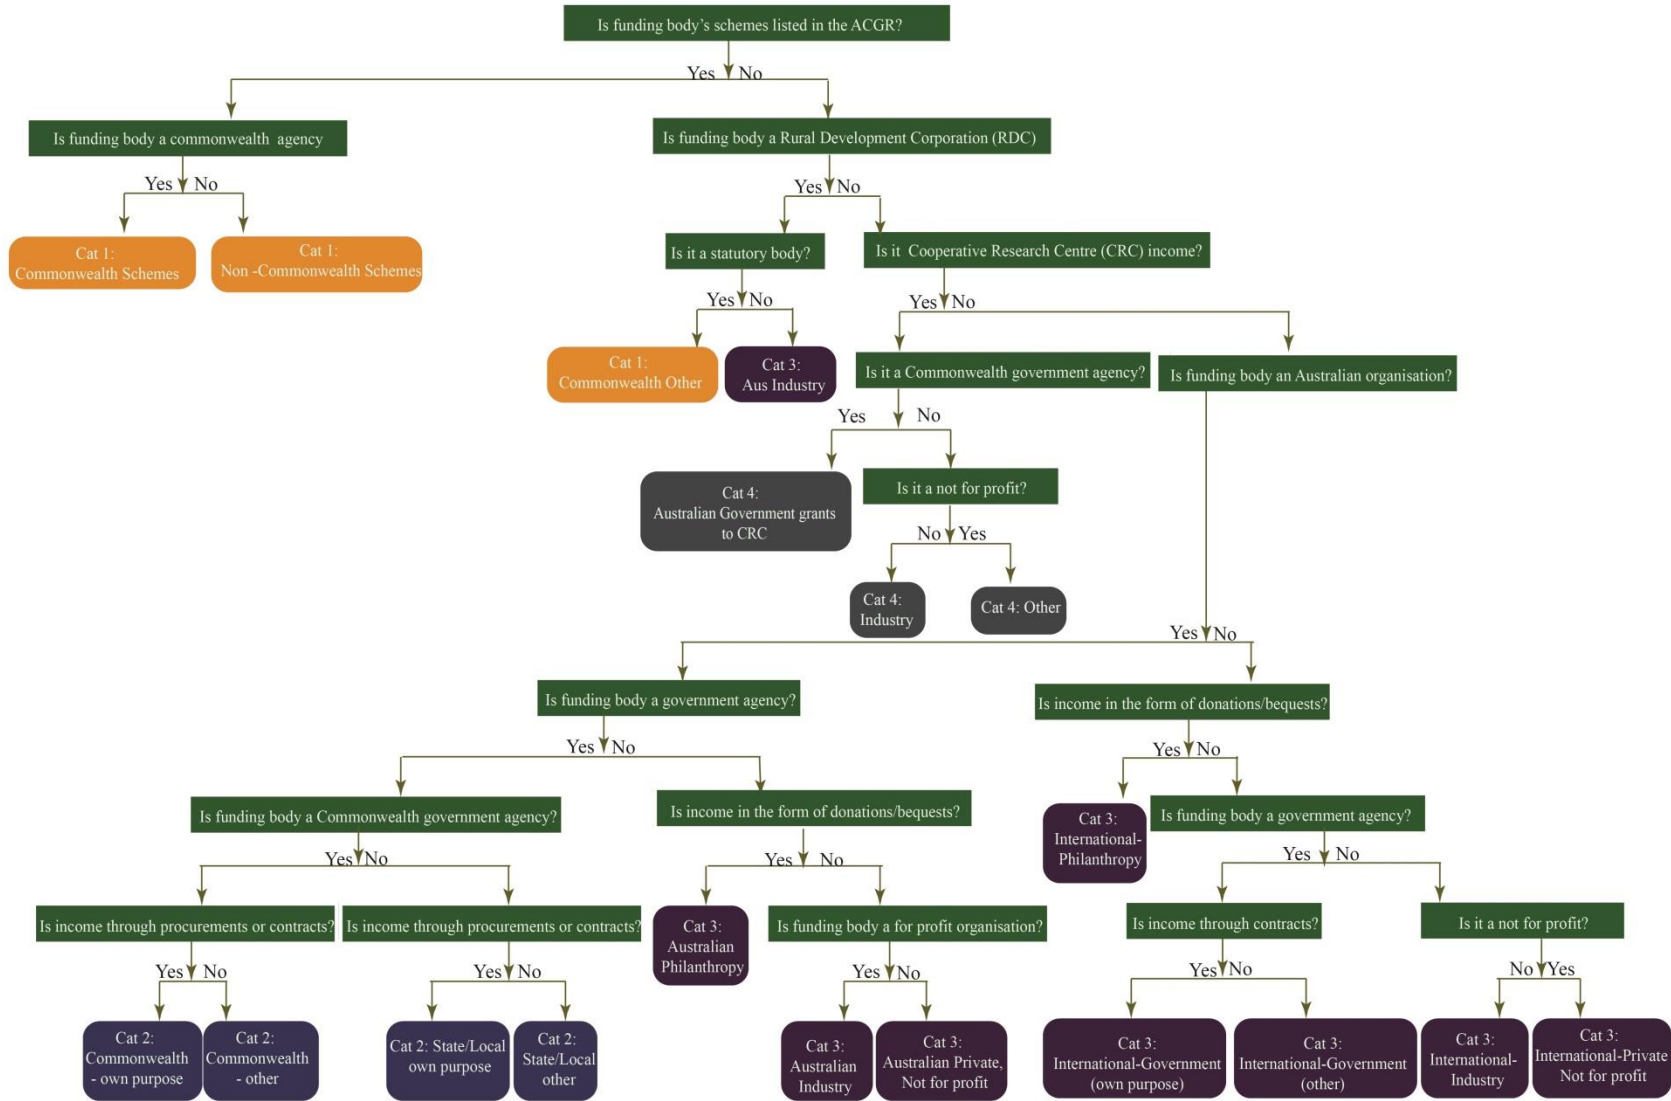 Is funding body's schemes listed in the ACGR?
Yes No
Is funding body a commonwealth agency
Is funding body a Rural Development Corporation (RDC)
Yes No
Yes No
Cat 1:
Commonwealth Schemes
Cat 1:
Non -Commonwealth Schemes
Is it a statutory body?
Is it Cooperative Research Centre (CRC) income?
Yes No
Yes No
Cat 1:
Commonwealth Other
Cat 3:
Aus Industry
Is it a Commonwealth government agency?
Is funding body an Australian organisation?
Yes No
Cat 4:
Australian Government grants
to CRC
Is it a not for profit?
No Yes
Cat 4:
Industry
Cat 4: Other
Yes No
Is funding body a government agency?
Is income in the form of donations/bequests?
Yes No
Yes No
Is funding body a Commonwealth government agency?
Is income in the form of donations/bequests?
Cat 3:
International-
Philanthropy
Is funding body a government agency?
Yes No
Yes No
Yes No
Is income through procurements or contracts?
Is income through procurements or contracts?
Cat 3:
Australian
Philanthropy
Is funding body a for profit organisation?
Is income through contracts?
Is it a not for profit?
Yes No
Yes No
Yes No
Yes No
No Yes
Cat 2:
Commonwealth
- own purpose
Cat 2:
Commonwealth
- other
Cat 2: State/Local
own purpose
Cat 2:
State/Local
other
Cat 3:
Australian
Industry
Cat 3:
Australian Private,
Not for profit
Cat 3:
International-Government
(own purpose)
Cat 3:
International-Government
(other)
Cat 3:
International-
Industry
Cat 3:
International-Private
Not for profit